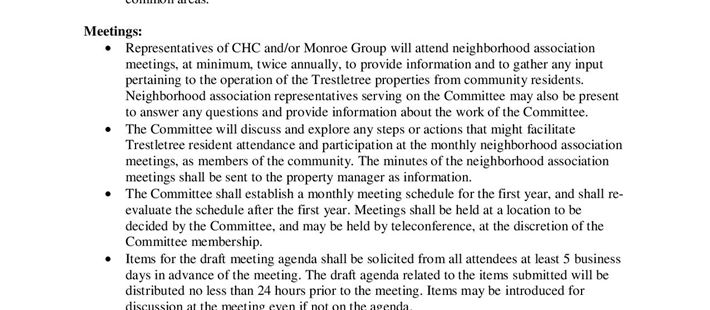 common areas.
Meetings:
• Representatives of CHC and/or Monroe Group will attend neighborhood association
meetings, at minimum, twice annually, to provide information and to gather any input
pertaining to the operation of the Trestletree properties from community residents.
Neighborhood association representatives serving on the Committee may also be present
to answer any questions and provide information about the work of the Committee.
• The Committee will discuss and explore any steps or actions that might facilitate
Trestletree resident attendance and participation at the monthly neighborhood association
meetings, as members of the community. The minutes of the neighborhood association
meetings shall be sent to the property manager as information.
• The Committee shall establish a monthly meeting schedule for the first year, and shall re-
evaluate the schedule after the first year. Meetings shall be held at a location to be
decided by the Committee, and may be held by teleconference, at the discretion of the
Committee membership.
• Items for the draft meeting agenda shall be solicited from all attendees at least 5 business
days in advance of the meeting. The draft agenda related to the items submitted will be
distributed no less than 24 hours prior to the meeting. Items may be introduced for
discussion at the meeting even if not on the agenda.